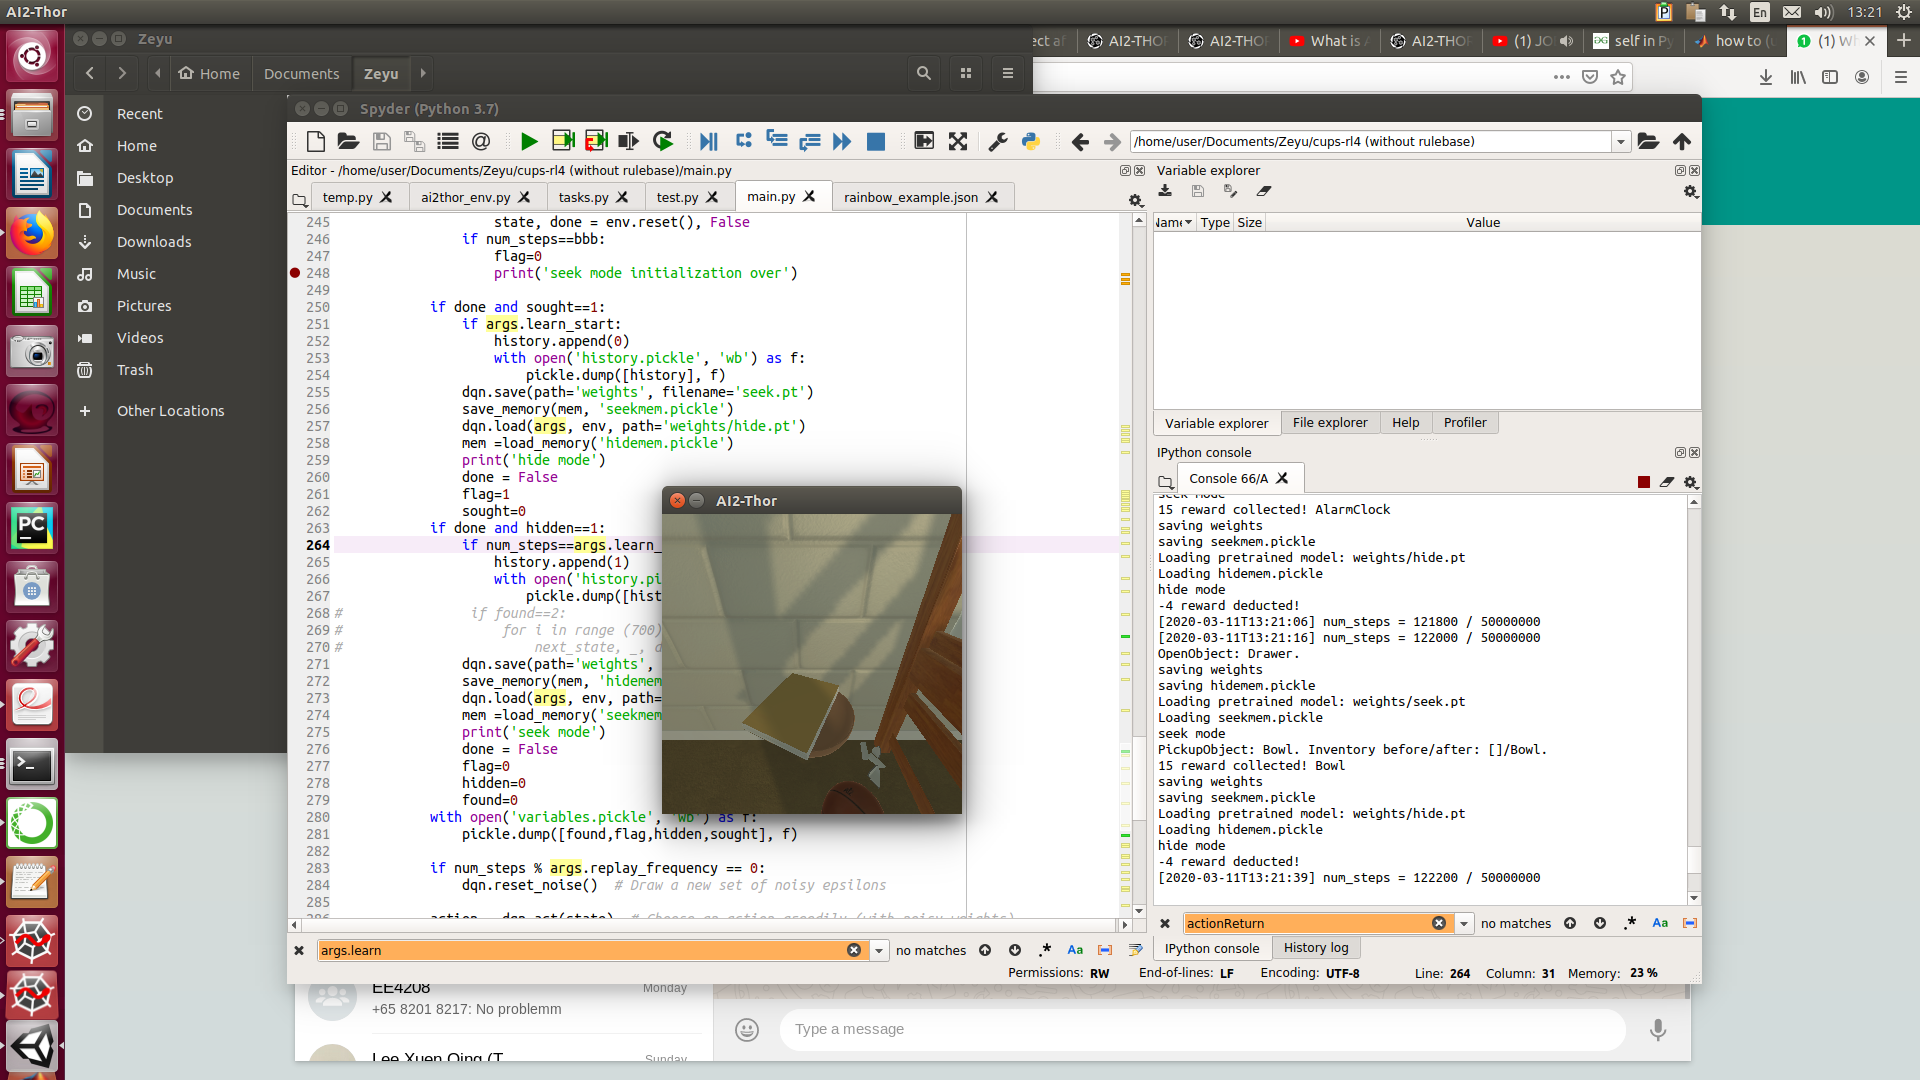 AI2-Thor
En
13:21
Zeyu
ect af
AI2-THOR
AI2-THOR
What is
AI2-THOR
(1) JO
self in Py
how to (
(1) Wh
Home
Documents
Zeyu
Recent
Home
Desktop
Documents
Downloads
Music
Pictures
Videos
Trash
Other Locations
Spyder (Python 3.7)
/home/user/Documents/Zeyu/cups-rl4 (without rulebase)
Editor - /home/user/Documents/Zeyu/cups-rl4 (without rulebase)/main.py
temp.py
ai2thor_env.py
tasks.py
test.py
main.py
rainbow_example.json
245 state, done = env.reset(), False
246 if num_steps==bbb:
247 flag=0
248 print('seek mode initialization over')
249
250 if done and sought==1:
251 if args.learn_start:
252 history.append(0)
253 with open('history.pickle', 'wb') as f:
254 pickle.dump([history], f)
255 dqn.save(path='weights', filename='seek.pt')
256 save_memory(mem, 'seekmem.pickle')
257 dqn.load(args, env, path='weights/hide.pt')
258 mem =load_memory('hidemem.pickle')
259 print('hide mode')
260 done = False
261 flag=1
262 sought=0
263 if done and hidden==1:
264 if num_steps==args.learn_
265 history.append(1)
266 with open('history.pi
267 pickle.dump([hist
268 # if found==2:
269 # for i in range (700)
270 # next_state, _, d
271 dqn.save(path='weights',
272 save_memory(mem, 'hidemem
273 dqn.load(args, env, path=
274 mem =load_memory('seekmem
275 print('seek mode')
276 done = False
277 flag=0
278 hidden=0
279 found=0
280 with open('variables.pickle', 'wb') as f:
281 pickle.dump([found,flag,hidden,sought], f)
282
283 if num_steps % args.replay_frequency == 0:
284 dqn.reset_noise() # Draw a new set of noisy epsilons
285
286 action = dqn.act(state) # Choose an action greedily (with noisy weights)
AI2-Thor
args.learn
no matches
Aa
Variable explorer
Name Type Size Value
Variable explorer
File explorer
Help
Profiler
IPython console
Console 66/A
seek mode
15 reward collected! AlarmClock
saving weights
saving seekmem.pickle
Loading pretrained model: weights/hide.pt
Loading hidemem.pickle
hide mode
-4 reward deducted!
[2020-03-11T13:21:06] num_steps = 121800 / 50000000
[2020-03-11T13:21:16] num_steps = 122000 / 50000000
OpenObject: Drawer.
saving weights
saving hidemem.pickle
Loading pretrained model: weights/seek.pt
Loading seekmem.pickle
seek mode
PickupObject: Bowl. Inventory before/after: []/Bowl.
15 reward collected! Bowl
saving weights
saving seekmem.pickle
Loading pretrained model: weights/hide.pt
Loading hidemem.pickle
hide mode
-4 reward deducted!
[2020-03-11T13:21:39] num_steps = 122200 / 50000000
actionReturn
no matches
Aa
IPython console
History log
Permissions: RW End-of-lines: LF Encoding: UTF-8 Line: 264 Column: 31 Memory: 23 %
EE4208
Monday
+65 8201 8217: No problemm
Lee Xuen Qing (T
Sunday
Type a message